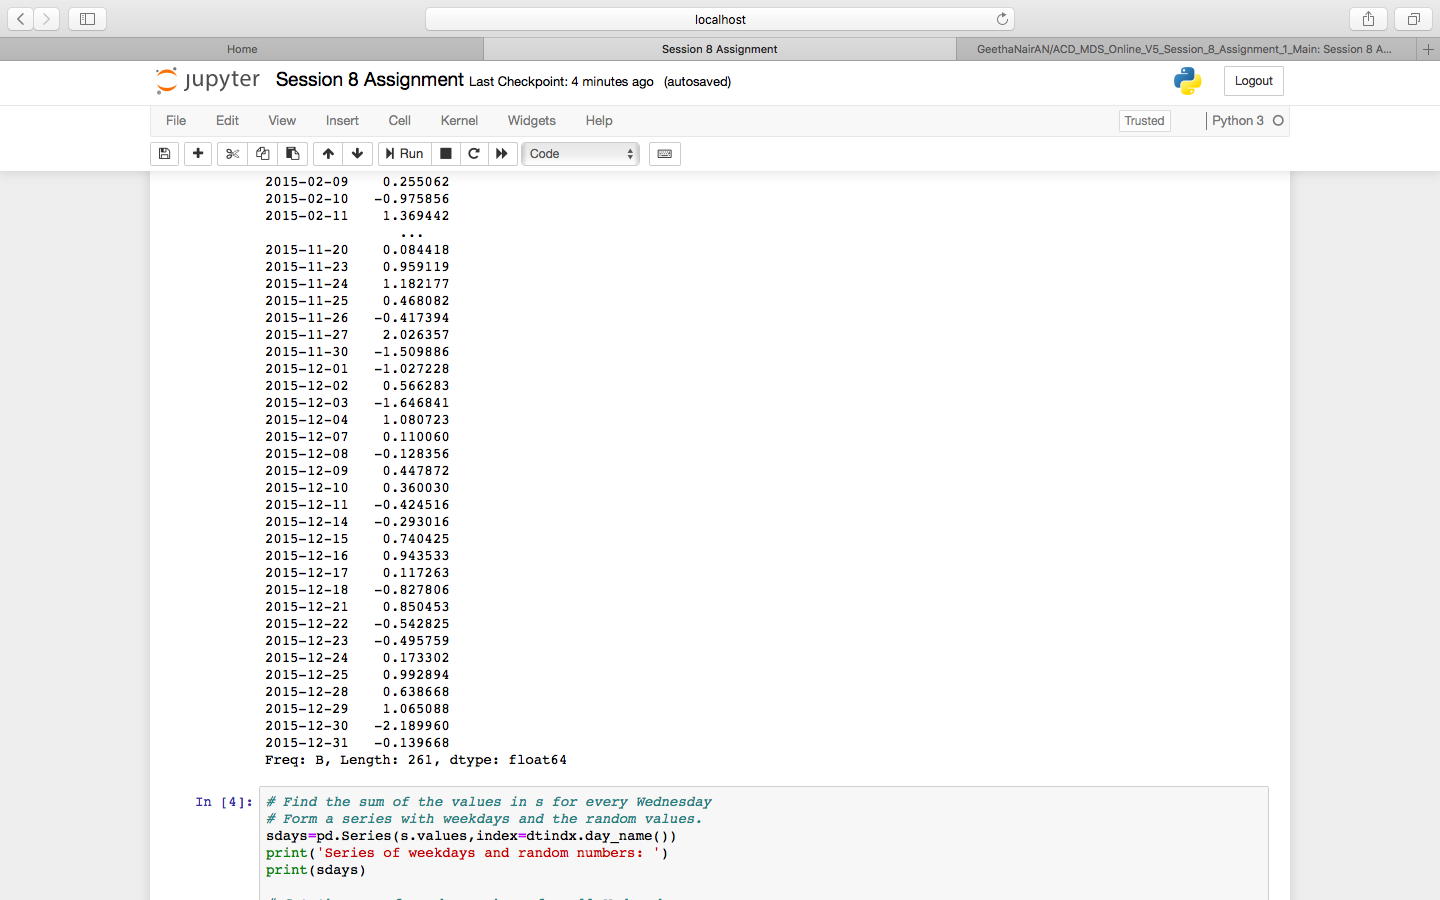 localhost
Home
Session 8 Assignment
GeethaNairAN/ACD_MDS_Online_V5_Session_8_Assignment_1_Main: Session 8 A...
jupyter Session 8 Assignment Last Checkpoint: 4 minutes ago (autosaved)
Logout
File Edit View Insert Cell Kernel Widgets Help
Trusted
Python 3
Run
Code
2015-02-09 0.255062
2015-02-10 -0.975856
2015-02-11 1.369442
...
2015-11-20 0.084418
2015-11-23 0.959119
2015-11-24 1.182177
2015-11-25 0.468082
2015-11-26 -0.417394
2015-11-27 2.026357
2015-11-30 -1.509886
2015-12-01 -1.027228
2015-12-02 0.566283
2015-12-03 -1.646841
2015-12-04 1.080723
2015-12-07 0.110060
2015-12-08 -0.128356
2015-12-09 0.447872
2015-12-10 0.360030
2015-12-11 -0.424516
2015-12-14 -0.293016
2015-12-15 0.740425
2015-12-16 0.943533
2015-12-17 0.117263
2015-12-18 -0.827806
2015-12-21 0.850453
2015-12-22 -0.542825
2015-12-23 -0.495759
2015-12-24 0.173302
2015-12-25 0.992894
2015-12-28 0.638668
2015-12-29 1.065088
2015-12-30 -2.189960
2015-12-31 -0.139668
Freq: B, Length: 261, dtype: float64
In [4]: # Find the sum of the values in s for every Wednesday
# Form a series with weekdays and the random values.
sdays=pd.Series(s.values,index=dtindx.day_name())
print('Series of weekdays and random numbers: ')
print(sdays)